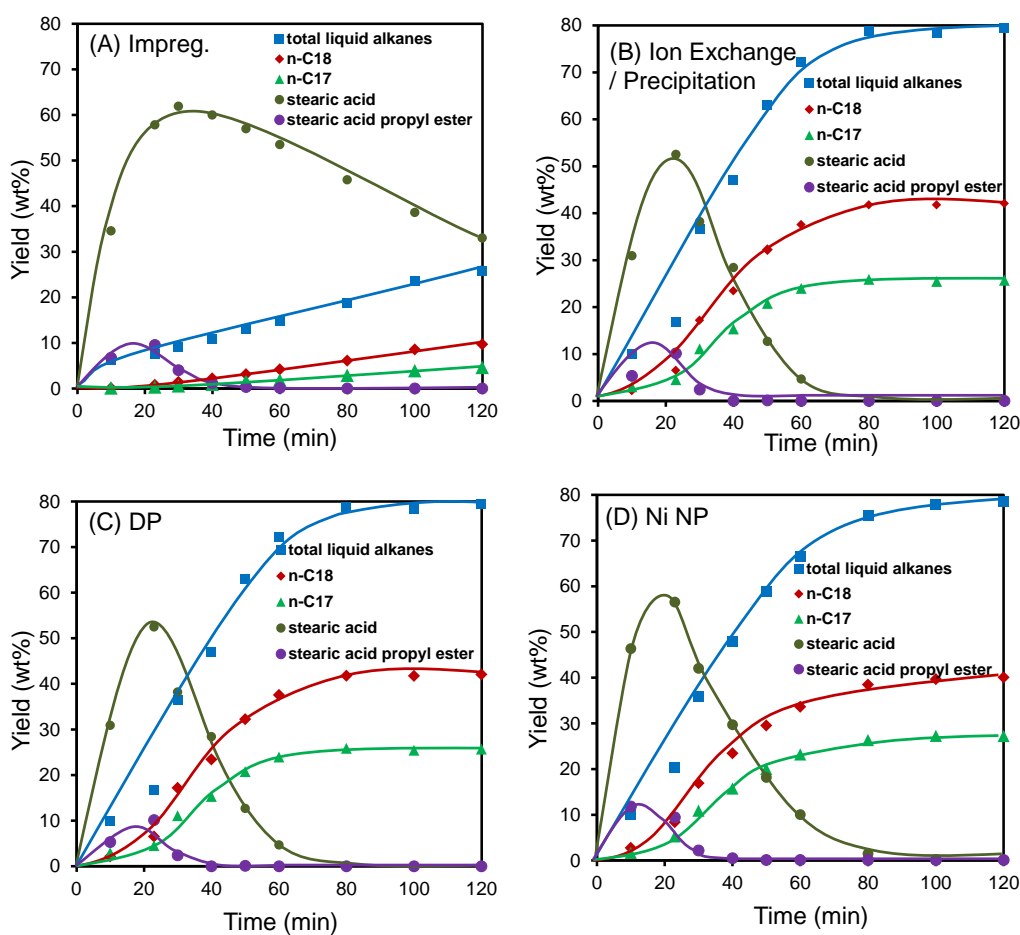 (A) Impreg.
total liquid alkanes
n-C18
n-C17
stearic acid
stearic acid propyl ester
80
70
60
50
40
30
20
10
0
Yield (wt%)
0 20 40 60 80 100 120
Time (min)
(B) Ion Exchange
/ Precipitation
total liquid alkanes
n-C18
n-C17
stearic acid
stearic acid propyl ester
80
70
60
50
40
30
20
10
0
Yield (wt%)
0 20 40 60 80 100 120
Time (min)
(C) DP
total liquid alkanes
n-C18
n-C17
stearic acid
stearic acid propyl ester
80
70
60
50
40
30
20
10
0
Yield (wt%)
0 20 40 60 80 100 120
Time (min)
(D) Ni NP
total liquid alkanes
n-C18
n-C17
stearic acid
stearic acid propyl ester
80
70
60
50
40
30
20
10
0
Yield (wt%)
0 20 40 60 80 100 120
Time (min)